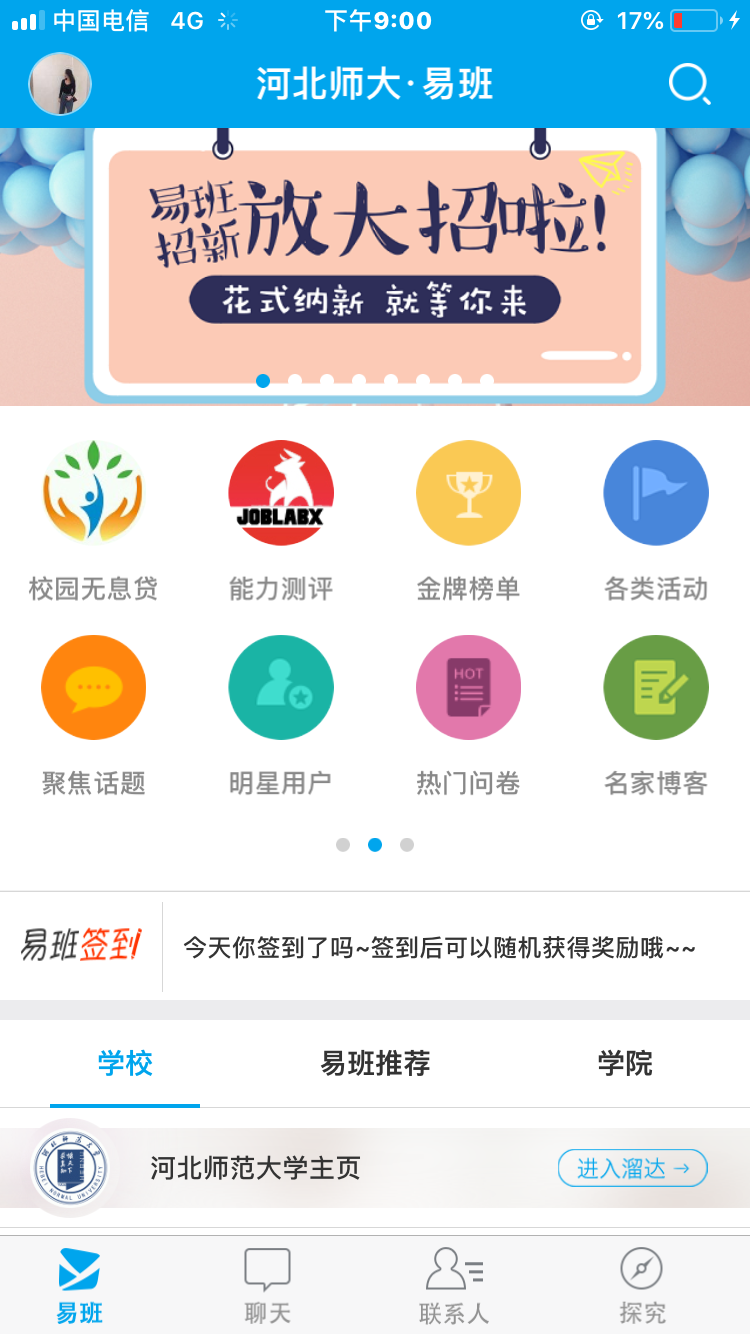 中国电信 4G 下午9:00 17%
河北师大·易班
易班
招新
放大招啦!
花式纳新 就等你来
JOBLABX
校园无息贷 能力测评 金牌榜单 各类活动
HOT
聚焦话题 明星用户 热门问卷 名家博客
易班签到 今天你签到了吗~签到后可以随机获得奖励哦~~
学校 易班推荐 学院
河北师范大学主页 进入溜达 →
HEBEI NORMAL UNIVERSITY
易班 聊天 联系人 探究